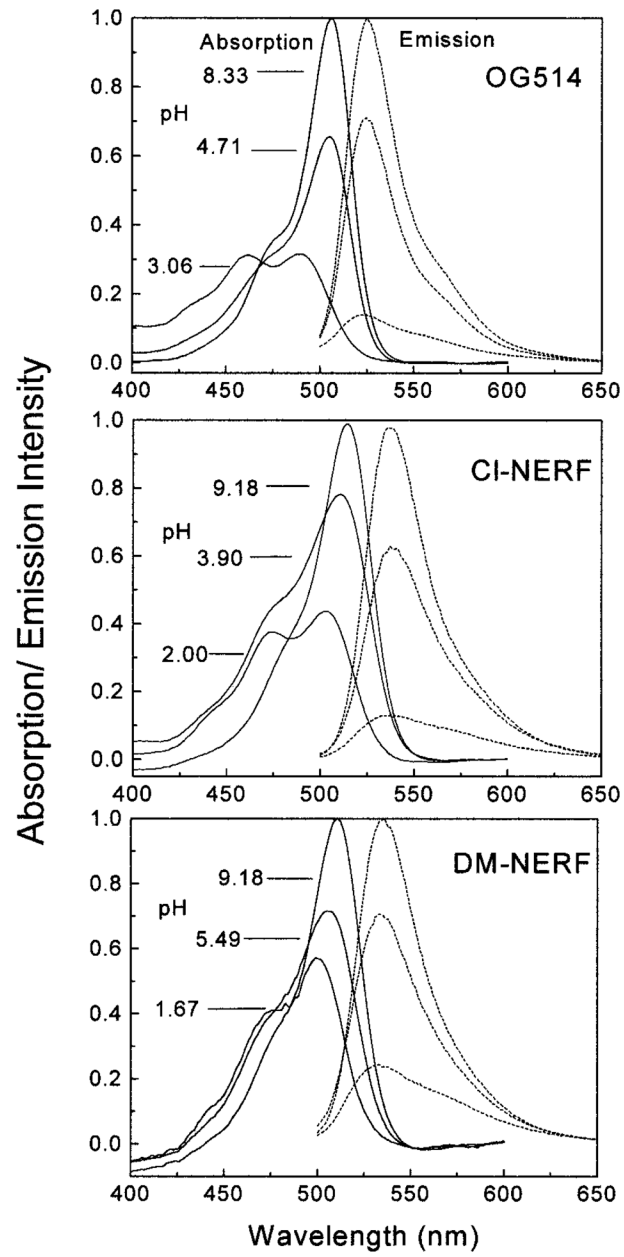 Absorption/ Emission Intensity
1.0
Absorption
Emission
8.33
OG514
0.8
pH
4.71
0.6
0.4
3.06
0.2
0.0
400 450 500 550 600 650
1.0
9.18
CI-NERF
0.8
pH
3.90
0.6
0.4
2.00
0.2
0.0
400 450 500 550 600 650
1.0
9.18
DM-NERF
0.8
pH
5.49
0.6
0.4
1.67
0.2
0.0
400 450 500 550 600 650
Wavelength (nm)